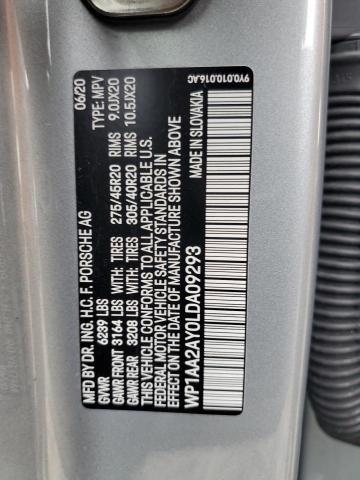 MFD BY DR. ING. H.C. F. PORSCHE AG 06/20
GVWR 6239 LBS TYPE: MPV
GAWR FRONT 3164 LBS WITH: TIRES 275/45R20 RIMS 9.0JX20
GAWR REAR 3208 LBS WITH: TIRES 305/40R20 RIMS 10.5JX20
THIS VEHICLE CONFORMS TO ALL APPLICABLE U.S.
FEDERAL MOTOR VEHICLE SAFETY STANDARDS IN
EFFECT ON THE DATE OF MANUFACTURE SHOWN ABOVE
WP1AA2AY0LDA09293 MADE IN SLOVAKIA
9Y0.010.016.AC